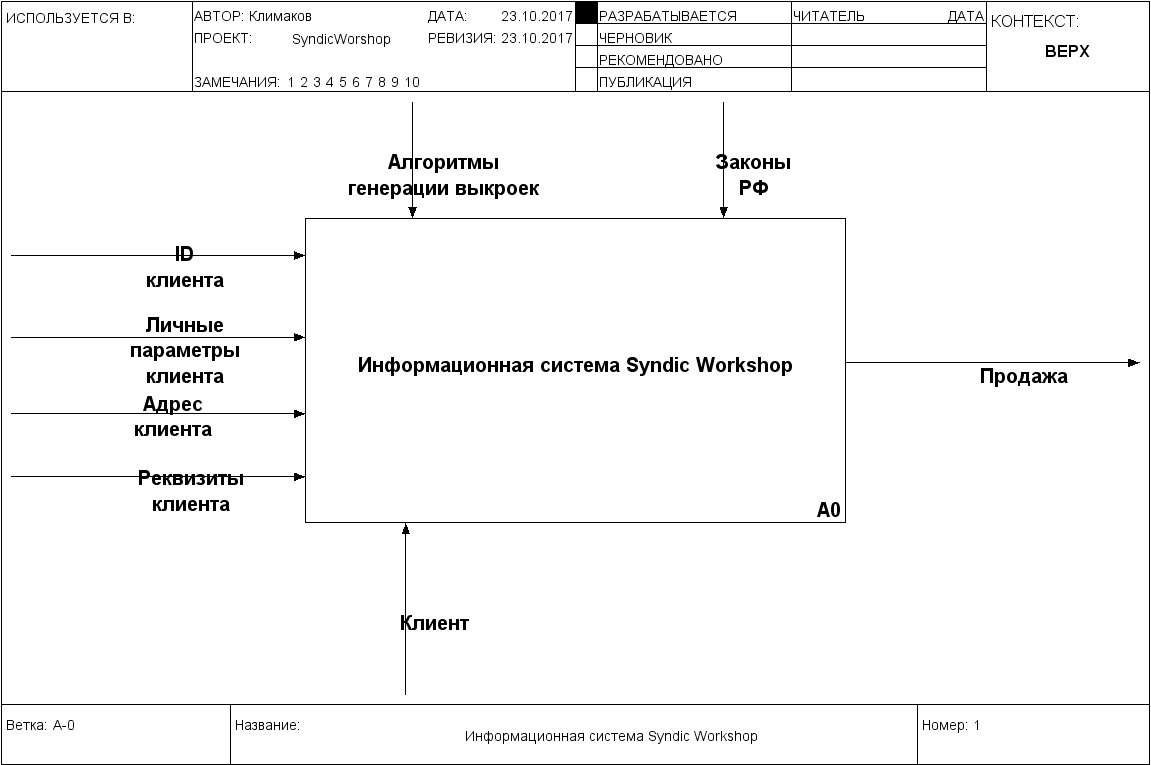 ИСПОЛЬЗУЕТСЯ В:
АВТОР: Климаков
ДАТА: 23.10.2017
ПРОЕКТ: SyndicWorshop
РЕВИЗИЯ: 23.10.2017
ЗАМЕЧАНИЯ: 1 2 3 4 5 6 7 8 9 10
РАЗРАБАТЫВАЕТСЯ
ЧЕРНОВИК
РЕКОМЕНДОВАНО
ПУБЛИКАЦИЯ
ЧИТАТЕЛЬ ДАТА
КОНТЕКСТ:
ВЕРХ
Алгоритмы
генерации выкроек
Законы
РФ
ID
клиента
Личные
параметры
клиента
Адрес
клиента
Реквизиты
клиента
Информационная система Syndic Workshop
A0
Продажа
Клиент
Ветка: A-0
Название:
Информационная система Syndic Workshop
Номер: 1